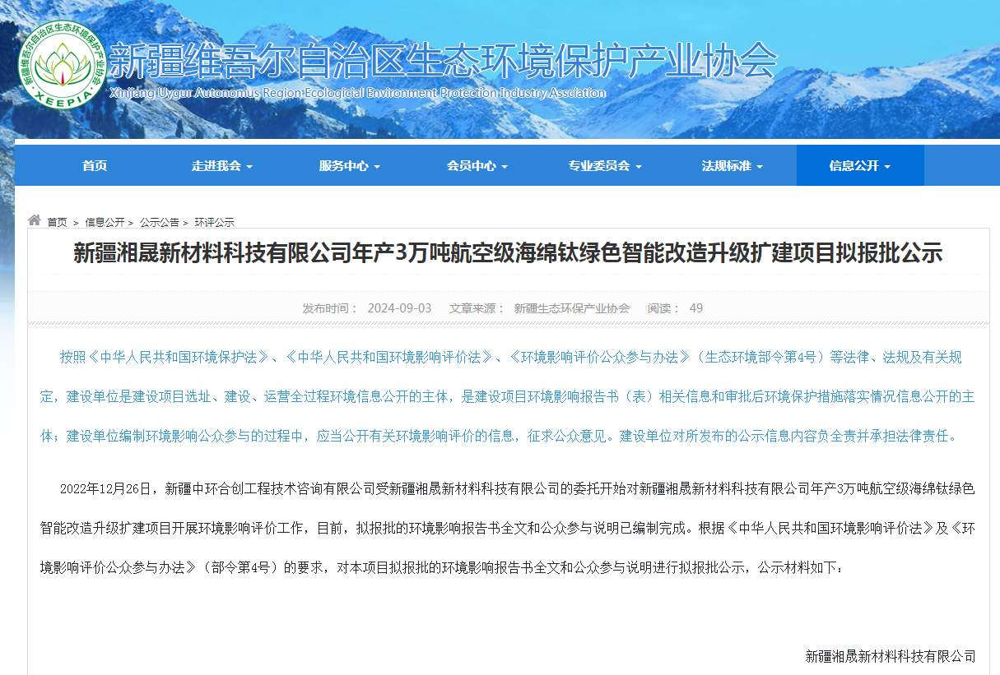 新疆维吾尔自治区生态环境保护产业协会
XEEPIA
新疆维吾尔自治区生态环境保护产业协会
Xinjiang Uygur Autonomus Region Ecologicial Environment Protection Industry Assciation
首页 走进我会 服务中心 会员中心 专业委员会 法规标准 信息公开
首页 > 信息公开 > 公示公告 > 环评公示
新疆湘晟新材料科技有限公司年产3万吨航空级海绵钛绿色智能改造升级扩建项目拟报批公示
发布时间： 2024-09-03 文章来源： 新疆生态环保产业协会 阅读： 49
按照《中华人民共和国环境保护法》、《中华人民共和国环境影响评价法》、《环境影响评价公众参与办法》（生态环境部令第4号）等法律、法规及有关规
定，建设单位是建设项目选址、建设、运营全过程环境信息公开的主体，是建设项目环境影响报告书（表）相关信息和审批后环境保护措施落实情况信息公开的主
体；建设单位编制环境影响公众参与的过程中，应当公开有关环境影响评价的信息，征求公众意见。建设单位对所发布的公示信息内容负全责并承担法律责任。
2022年12月26日，新疆中环合创工程技术咨询有限公司受新疆湘晟新材料科技有限公司的委托开始对新疆湘晟新材料科技有限公司年产3万吨航空级海绵钛绿色
智能改造升级扩建项目开展环境影响评价工作，目前，拟报批的环境影响报告书全文和公众参与说明已编制完成。根据《中华人民共和国环境影响评价法》及《环
境影响评价公众参与办法》（部令第4号）的要求，对本项目拟报批的环境影响报告书全文和公众参与说明进行拟报批公示，公示材料如下：
新疆湘晟新材料科技有限公司